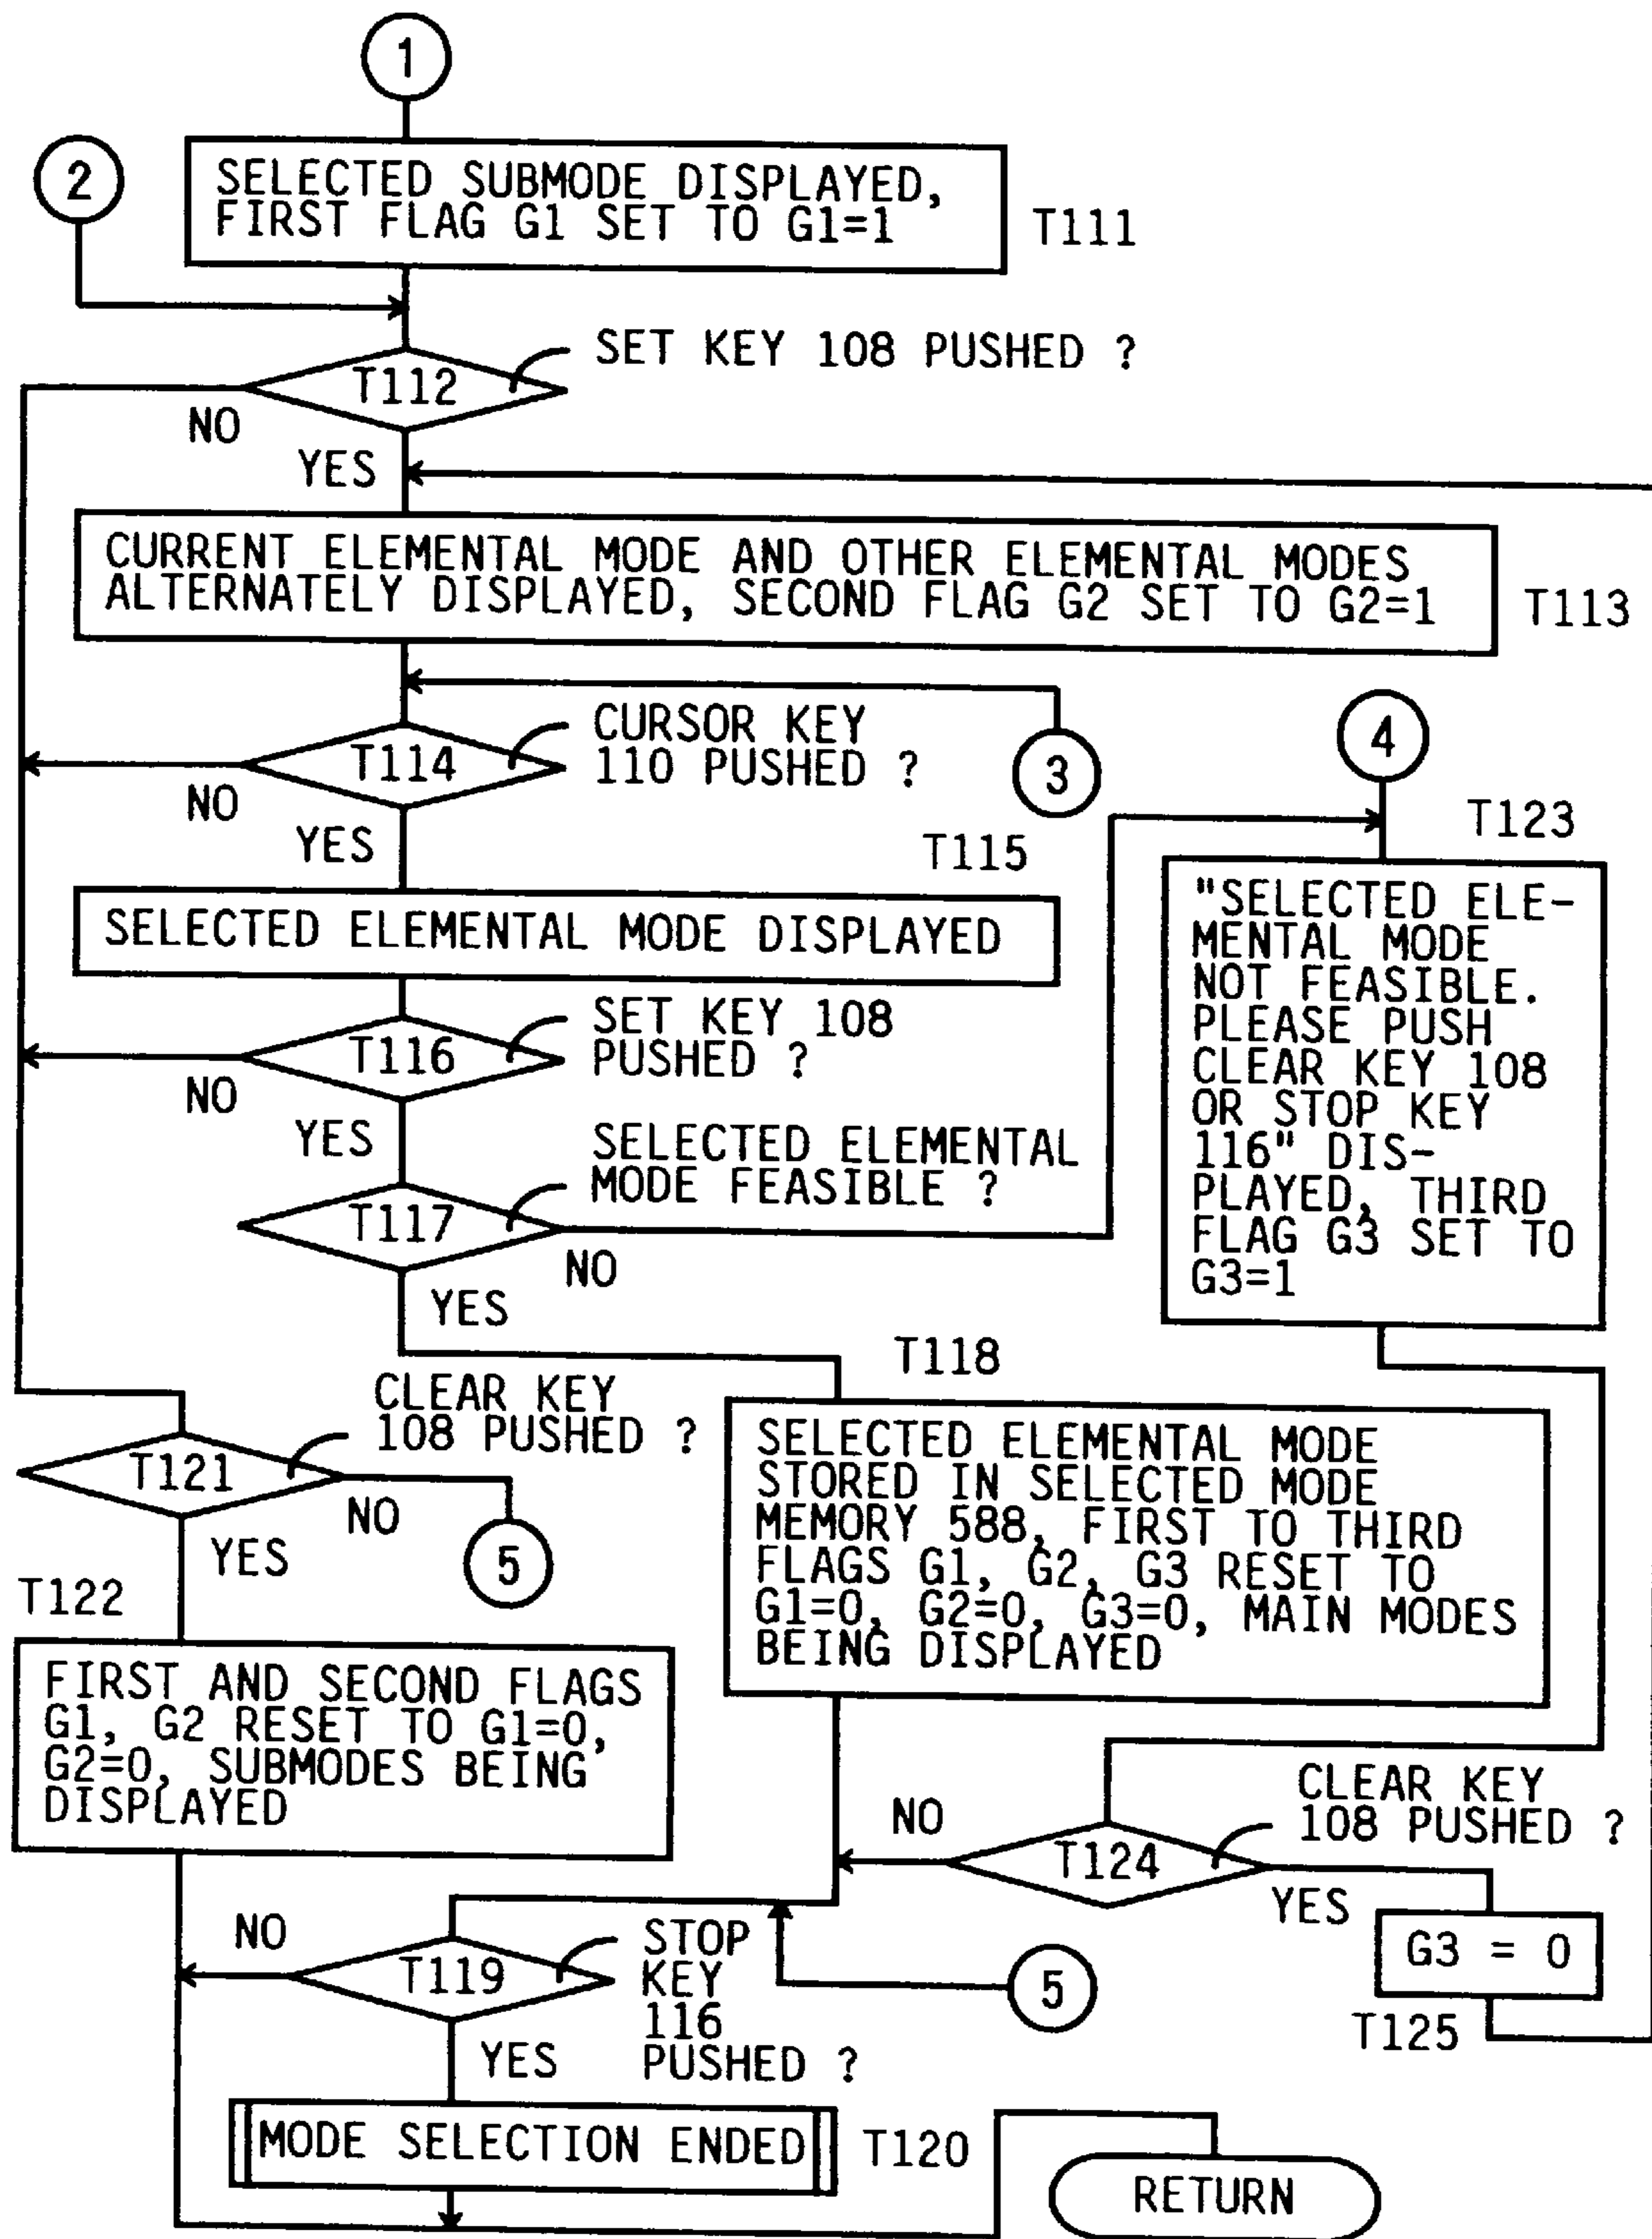 1
2
SELECTED SUBMODE DISPLAYED,
FIRST FLAG G1 SET TO G1=1
T111
SET KEY 108 PUSHED ?
T112
NO
YES
CURRENT ELEMENTAL MODE AND OTHER ELEMENTAL MODES
ALTERNATELY DISPLAYED, SECOND FLAG G2 SET TO G2=1
T113
CURSOR KEY
110 PUSHED ?
T114
NO
YES
3
4
T123
T115
SELECTED ELEMENTAL MODE DISPLAYED
"SELECTED ELE-
MENTAL MODE
NOT FEASIBLE.
PLEASE PUSH
CLEAR KEY 108
OR STOP KEY
116" DIS-
PLAYED, THIRD
FLAG G3 SET TO
G3=1
SET KEY 108
PUSHED ?
T116
NO
YES
SELECTED ELEMENTAL
MODE FEASIBLE ?
T117
NO
YES
T118
CLEAR KEY
108 PUSHED ?
T121
NO
YES
5
SELECTED ELEMENTAL MODE
STORED IN SELECTED MODE
MEMORY 588, FIRST TO THIRD
FLAGS G1, G2, G3 RESET TO
G1=0, G2=0, G3=0, MAIN MODES
BEING DISPLAYED
T122
FIRST AND SECOND FLAGS
G1, G2 RESET TO G1=0,
G2=0, SUBMODES BEING
DISPLAYED
CLEAR KEY
108 PUSHED ?
NO
T124
YES
G3 = 0
T125
NO
STOP
KEY
116
PUSHED ?
T119
YES
5
MODE SELECTION ENDED
T120
RETURN